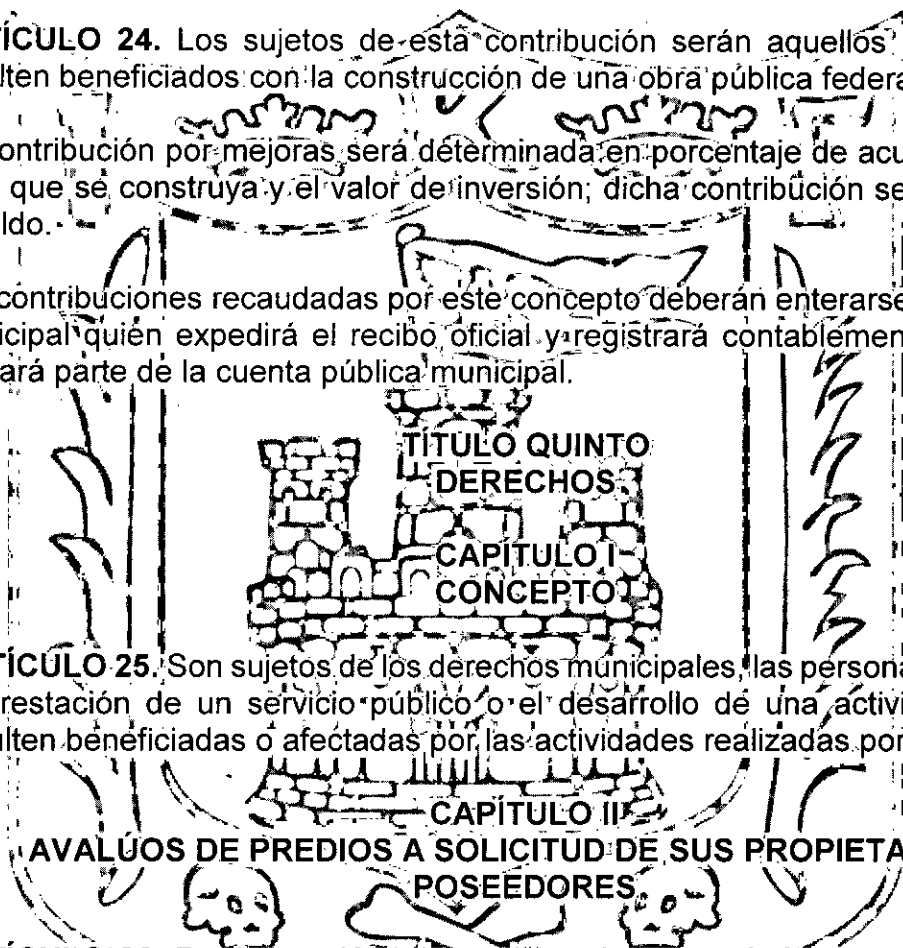 ÍCULO 24. Los sujetos de esta contribución serán aquellos
lten beneficiados con la construcción de una obra pública federa
ontribución por mejoras será determinada en porcentaje de acu
que se construya y el valor de inversión; dicha contribución se
ldo.
contribuciones recaudadas por este concepto deberán enterarse
icipal quién expedirá el recibo oficial y registrará contablemen
ará parte de la cuenta pública municipal.
TÍTULO QUINTO
DERECHOS
CAPÍTULO I
CONCEPTO
ÍCULO 25. Son sujetos de los derechos municipales, las persona
restación de un servicio público o el desarrollo de una activi
ulten beneficiadas o afectadas por las actividades realizadas por
CAPÍTULO II
AVALÚOS DE PREDIOS A SOLICITUD DE SUS PROPIETA
POSEEDORES